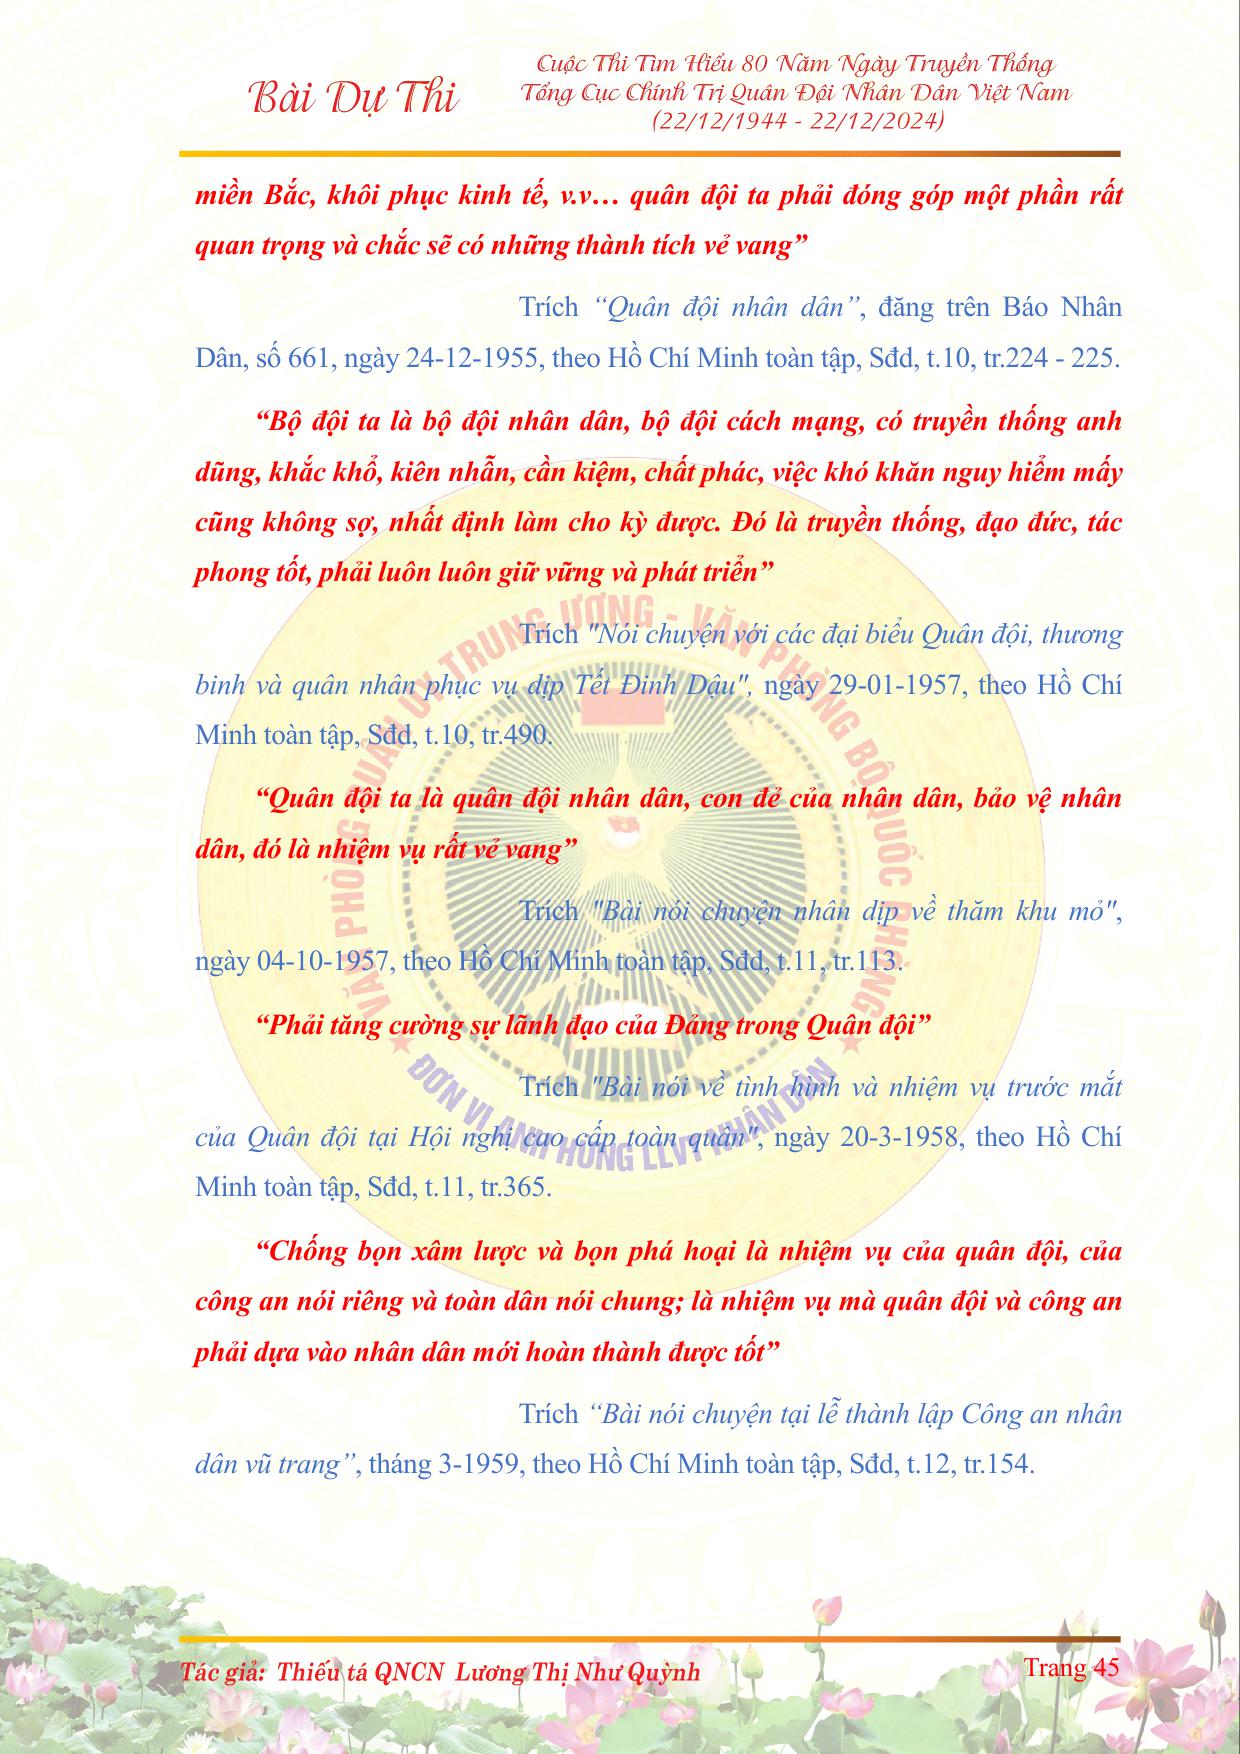 Bài Dự Thi
Cuộc Thi Tìm Hiểu 80 Năm Ngày Truyền Thống
Tổng Cục Chính Trị Quân Đội Nhân Dân Việt Nam
(22/12/1944 - 22/12/2024)
miền Bắc, khôi phục kinh tế, v.v… quân đội ta phải đóng góp một phần rất
quan trọng và chắc sẽ có những thành tích vẻ vang”
Trích “Quân đội nhân dân”, đăng trên Báo Nhân
Dân, số 661, ngày 24-12-1955, theo Hồ Chí Minh toàn tập, Sđd, t.10, tr.224 - 225.
“Bộ đội ta là bộ đội nhân dân, bộ đội cách mạng, có truyền thống anh
dũng, khắc khổ, kiên nhẫn, cần kiệm, chất phác, việc khó khăn nguy hiểm mấy
cũng không sợ, nhất định làm cho kỳ được. Đó là truyền thống, đạo đức, tác
phong tốt, phải luôn luôn giữ vững và phát triển”
Trích "Nói chuyện với các đại biểu Quân đội, thương
binh và quân nhân phục vụ dịp Tết Đinh Dậu", ngày 29-01-1957, theo Hồ Chí
Minh toàn tập, Sđd, t.10, tr.490.
“Quân đội ta là quân đội nhân dân, con đẻ của nhân dân, bảo vệ nhân
dân, đó là nhiệm vụ rất vẻ vang”
Trích "Bài nói chuyện nhân dịp về thăm khu mỏ",
ngày 04-10-1957, theo Hồ Chí Minh toàn tập, Sđd, t.11, tr.113.
“Phải tăng cường sự lãnh đạo của Đảng trong Quân đội”
Trích "Bài nói về tình hình và nhiệm vụ trước mắt
của Quân đội tại Hội nghị cao cấp toàn quân", ngày 20-3-1958, theo Hồ Chí
Minh toàn tập, Sđd, t.11, tr.365.
“Chống bọn xâm lược và bọn phá hoại là nhiệm vụ của quân đội, của
công an nói riêng và toàn dân nói chung; là nhiệm vụ mà quân đội và công an
phải dựa vào nhân dân mới hoàn thành được tốt”
Trích “Bài nói chuyện tại lễ thành lập Công an nhân
dân vũ trang”, tháng 3-1959, theo Hồ Chí Minh toàn tập, Sđd, t.12, tr.154.
VĂN PHÒNG QUÂN UỶ TRUNG ƯƠNG - VĂN PHÒNG BỘ QUỐC PHÒNG
ĐƠN VỊ ANH HÙNG LLVT NHÂN DÂN
Tác giả: Thiếu tá QNCN Lương Thị Như Quỳnh
Trang 45